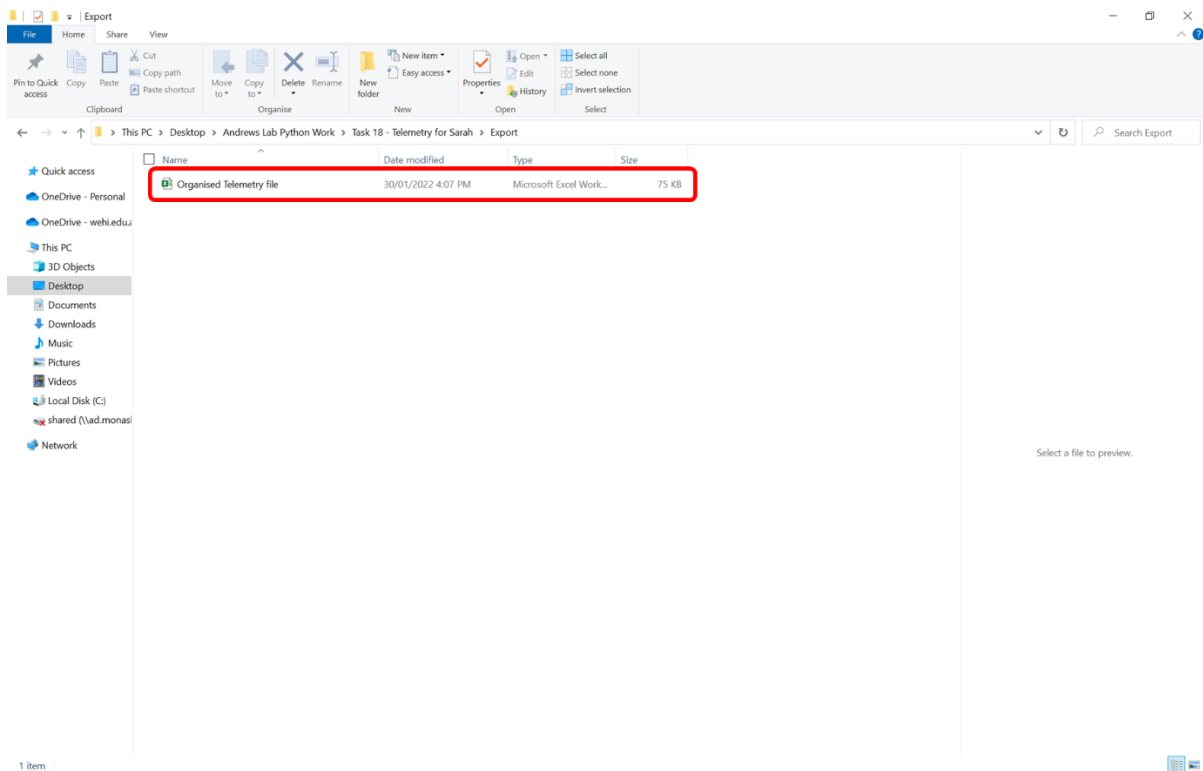 Export
File Home Share View
Pin to Quick access
Copy
Paste
Cut
Copy path
Paste shortcut
Clipboard
Move to
Copy to
Delete
Rename
Organise
New folder
New item
Easy access
New
Properties
Open
Edit
History
Open
Select all
Select none
Invert selection
Select
This PC > Desktop > Andrews Lab Python Work > Task 18 - Telemetry for Sarah > Export
Search Export
Name Date modified Type Size
Organised Telemetry file 30/01/2022 4:07 PM Microsoft Excel Work... 75 KB
Quick access
OneDrive - Personal
OneDrive - wehi.edu.a
This PC
3D Objects
Desktop
Documents
Downloads
Music
Pictures
Videos
Local Disk (C:)
shared (\\ad.monas
Network
Select a file to preview.
1 item